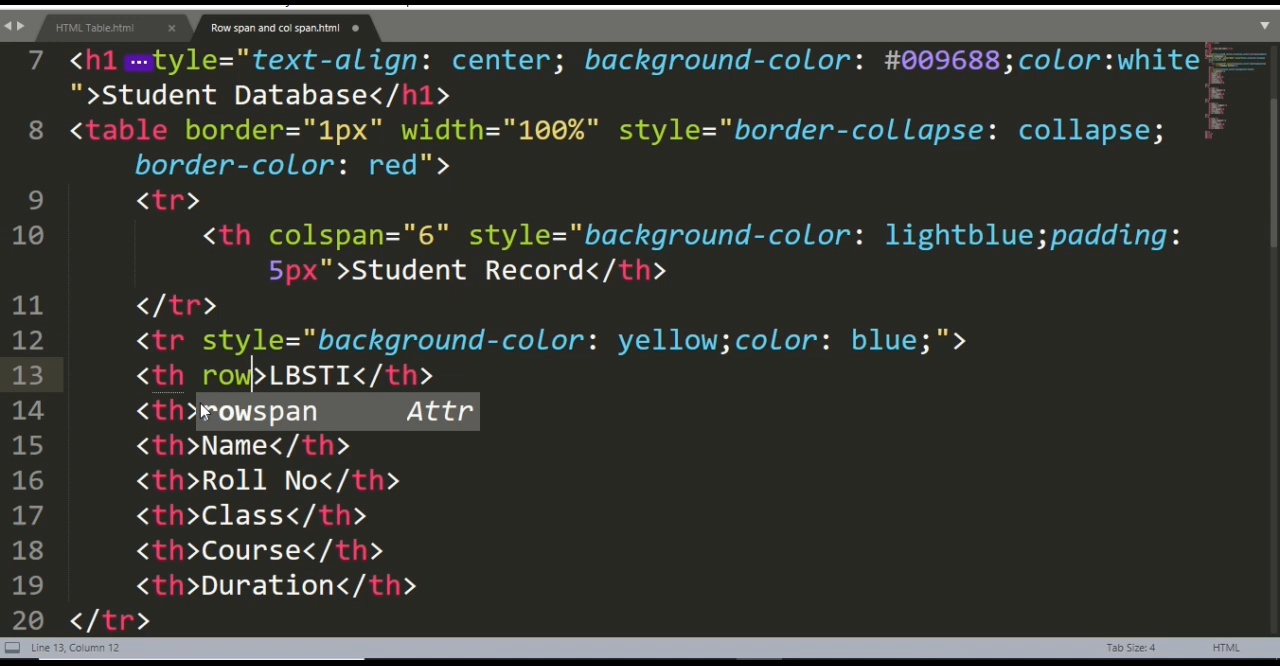 HTML Table.html × Row span and col span.html
7 <h1 ... tyle="text-align: center; background-color: #009688;color:white
">Student Database</h1>
8 <table border="1px" width="100%" style="border-collapse: collapse;
border-color: red">
9 <tr>
10 <th colspan="6" style="background-color: lightblue;padding:
5px">Student Record</th>
11 </tr>
12 <tr style="background-color: yellow;color: blue;">
13 <th row>LBSTI</th>
14 <th> rowspan Attr
15 <th>Name</th>
16 <th>Roll No</th>
17 <th>Class</th>
18 <th>Course</th>
19 <th>Duration</th>
20 </tr>
Line 13, Column 12 Tab Size: 4 HTML